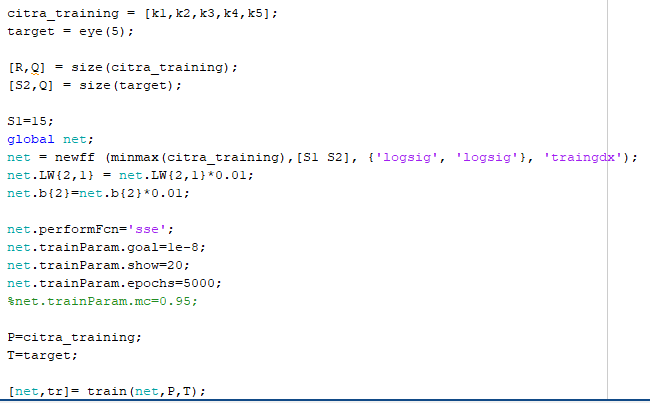 citra_training = [k1,k2,k3,k4,k5];
target = eye(5);
[R,Q] = size(citra_training);
[S2,Q] = size(target);
S1=15;
global net;
net = newff (minmax(citra_training),[S1 S2], {'logsig', 'logsig'}, 'traingdx');
net.LW{2,1} = net.LW{2,1}*0.01;
net.b{2}=net.b{2}*0.01;
net.performFcn='sse';
net.trainParam.goal=1e-8;
net.trainParam.show=20;
net.trainParam.epochs=5000;
%net.trainParam.mc=0.95;
P=citra_training;
T=target;
[net,tr]= train(net,P,T);